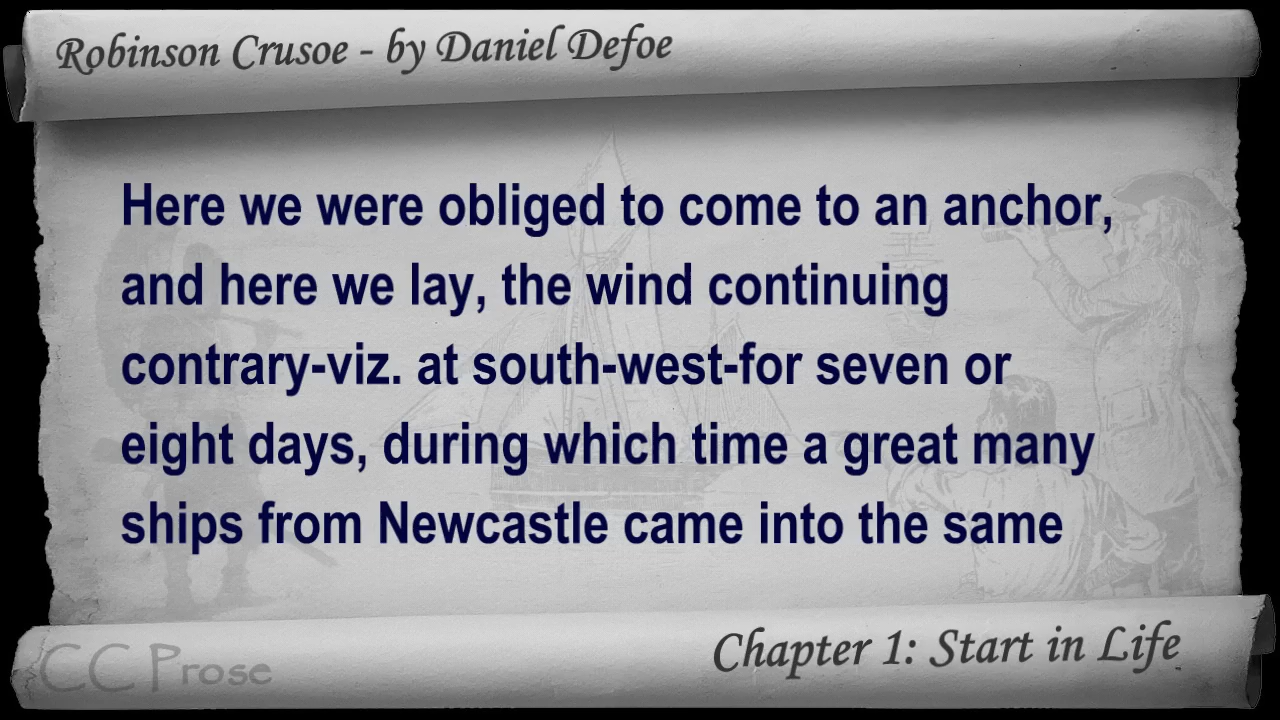 Robinson Crusoe - by Daniel Defoe
Here we were obliged to come to an anchor,
and here we lay, the wind continuing
contrary-viz. at south-west-for seven or
eight days, during which time a great many
ships from Newcastle came into the same
Chapter 1: Start in Life
CC Prose